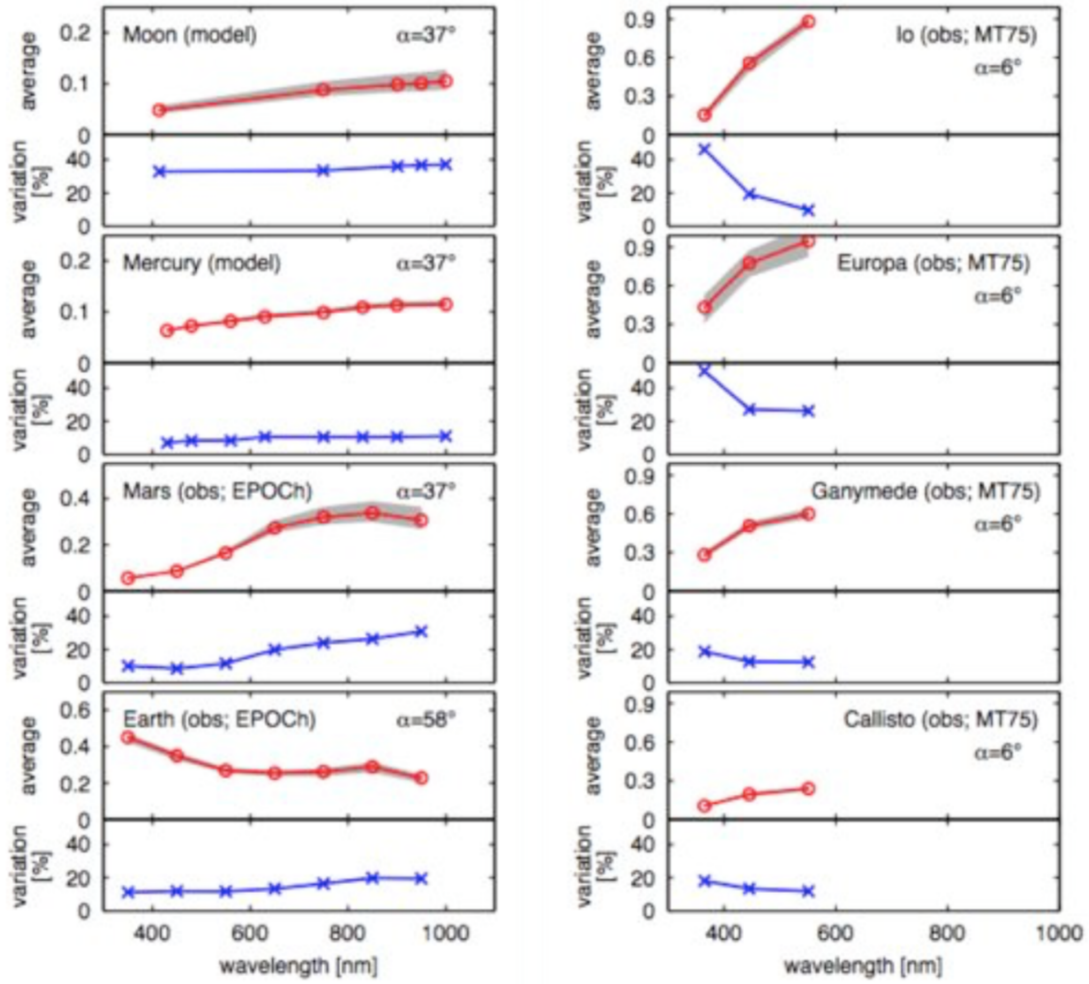 Moon (model) α=37°
average
0.2
0.1
0
variation
[%]
40
20
0
Mercury (model) α=37°
average
0.2
0.1
0
variation
[%]
40
20
0
Mars (obs; EPOCh) α=37°
average
0.4
0.2
0
variation
[%]
40
20
0
Earth (obs; EPOCh) α=58°
average
0.6
0.4
0.2
0
variation
[%]
40
20
0
400 600 800 1000
wavelength [nm]
Io (obs; MT75)
α=6°
average
0.9
0.6
0.3
0
variation
[%]
40
20
0
Europa (obs; MT75)
α=6°
average
0.9
0.6
0.3
0
variation
[%]
40
20
0
Ganymede (obs; MT75)
α=6°
average
0.9
0.6
0.3
0
variation
[%]
40
20
0
Callisto (obs; MT75)
α=6°
average
0.9
0.6
0.3
0
variation
[%]
40
20
0
400 600 800 1000
wavelength [nm]